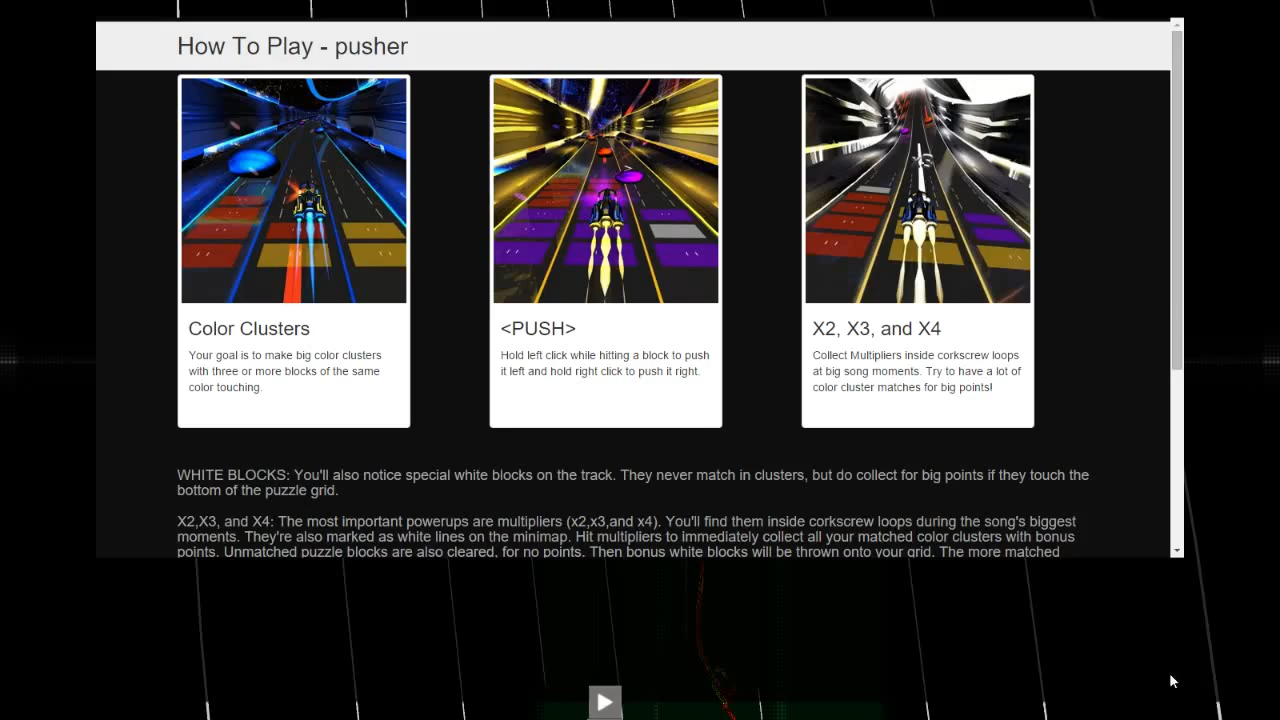 How To Play - pusher
Color Clusters
Your goal is to make big color clusters
with three or more blocks of the same
color touching.
<PUSH>
Hold left click while hitting a block to push
it left and hold right click to push it right.
X3
X2, X3, and X4
Collect Multipliers inside corkscrew loops
at big song moments. Try to have a lot of
color cluster matches for big points!
WHITE BLOCKS: You'll also notice special white blocks on the track. They never match in clusters, but do collect for big points if they touch the
bottom of the puzzle grid.
X2,X3, and X4: The most important powerups are multipliers (x2,x3,and x4). You'll find them inside corkscrew loops during the song's biggest
moments. They're also marked as white lines on the minimap. Hit multipliers to immediately collect all your matched color clusters with bonus
points. Unmatched puzzle blocks are also cleared, for no points. Then bonus white blocks will be thrown onto your grid. The more matched